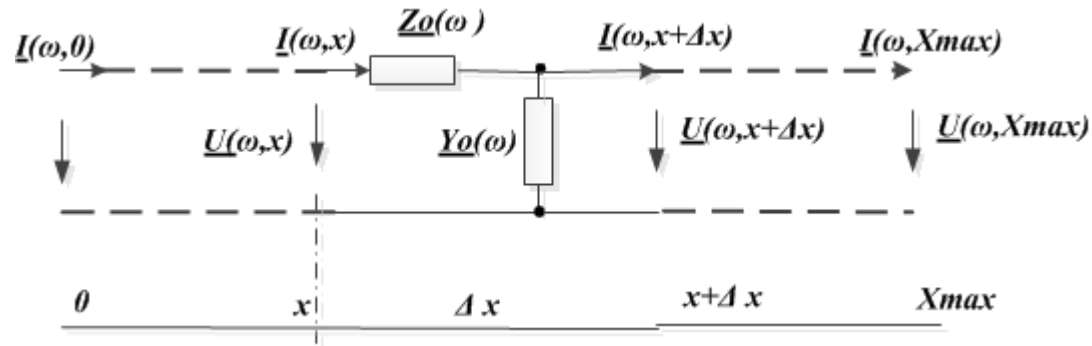 I(ω,0) I(ω,x) Zo(ω ) I(ω,x+Δx) I(ω,Xmax)
U(ω,x) Yo(ω) U(ω,x+Δx) U(ω,Xmax)
0 x Δ x x+Δ x Xmax